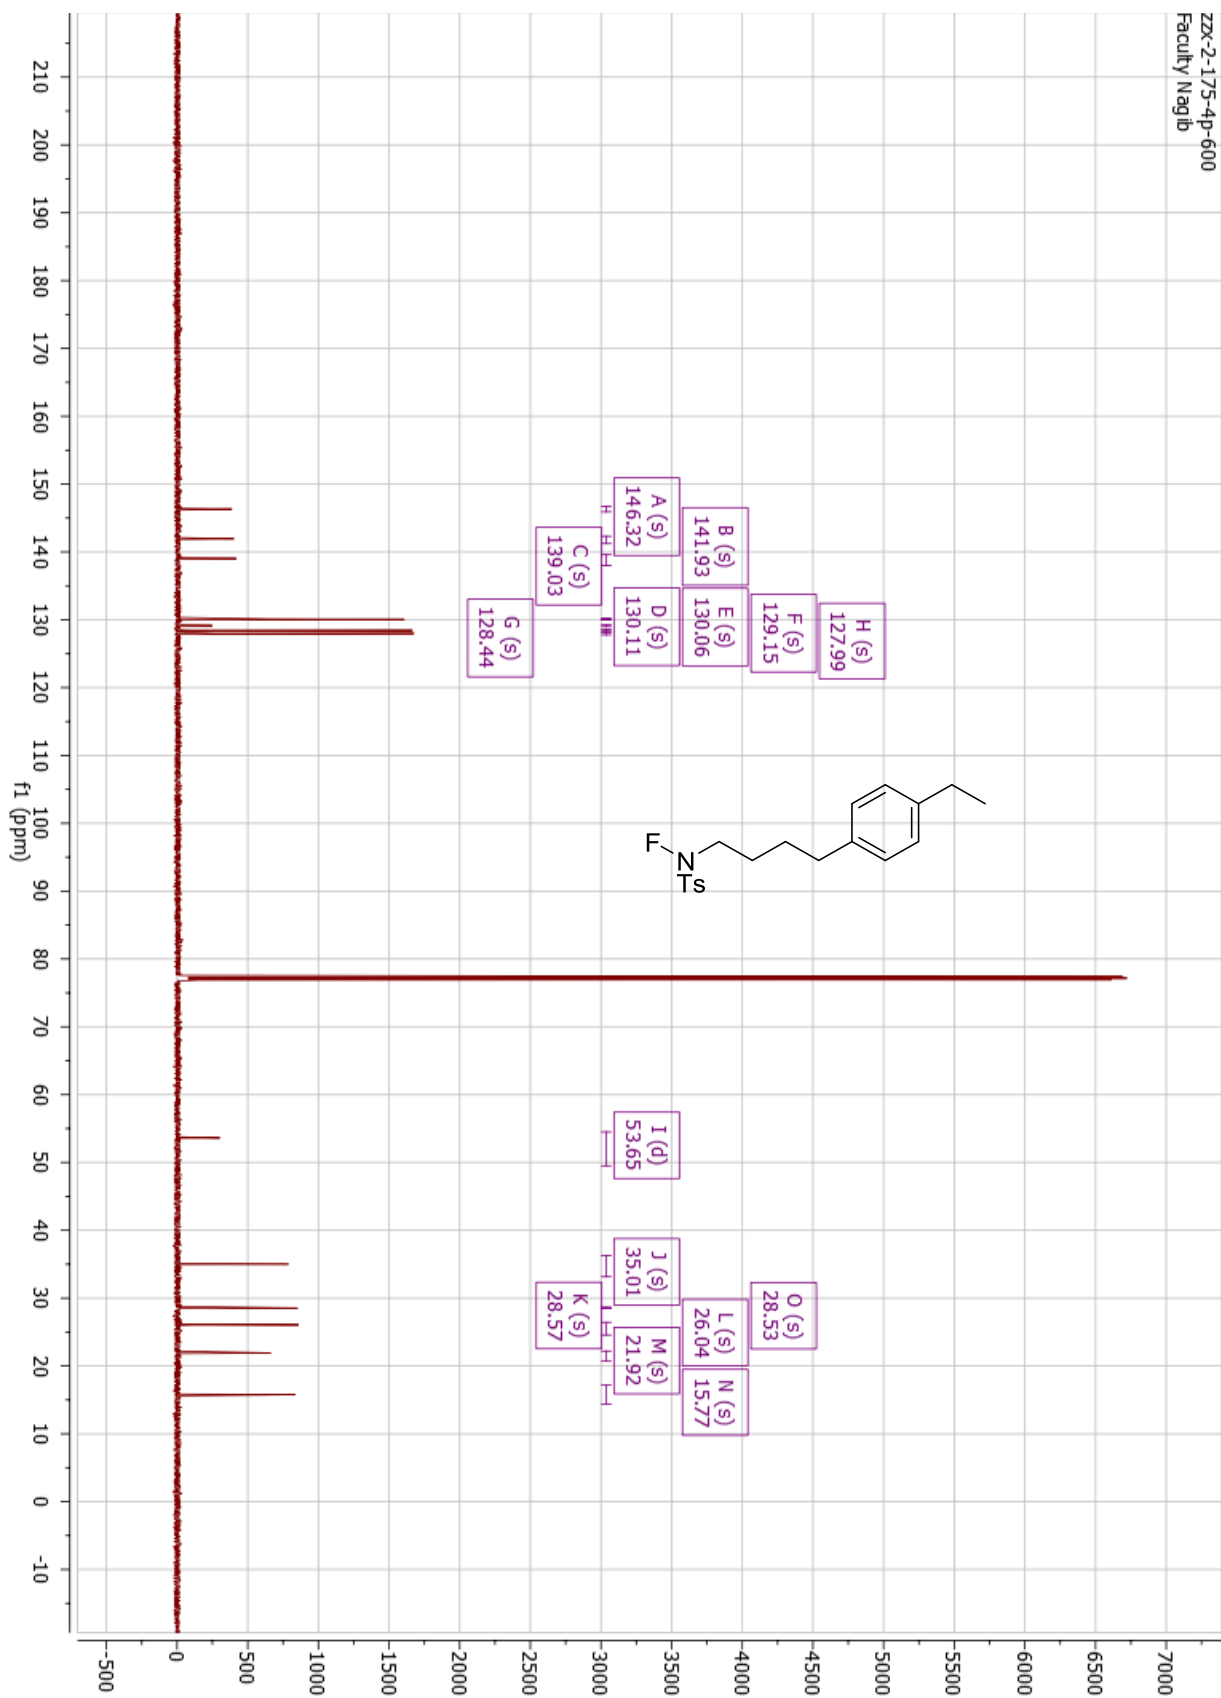 zzx-2-175-4p-600
Faculty Nagib
A (s)
146.32
B (s)
141.93
C (s)
139.03
D (s)
130.11
E (s)
130.06
F (s)
129.15
G (s)
128.44
H (s)
127.99
I (d)
53.65
J (s)
35.01
K (s)
28.57
O (s)
28.53
L (s)
26.04
M (s)
21.92
N (s)
15.77
F
N
Ts
210 200 190 180 170 160 150 140 130 120 110 100 90 80 70 60 50 40 30 20 10 0 -10
f1 (ppm)
7000
6500
6000
5500
5000
4500
4000
3500
3000
2500
2000
1500
1000
500
0
-500